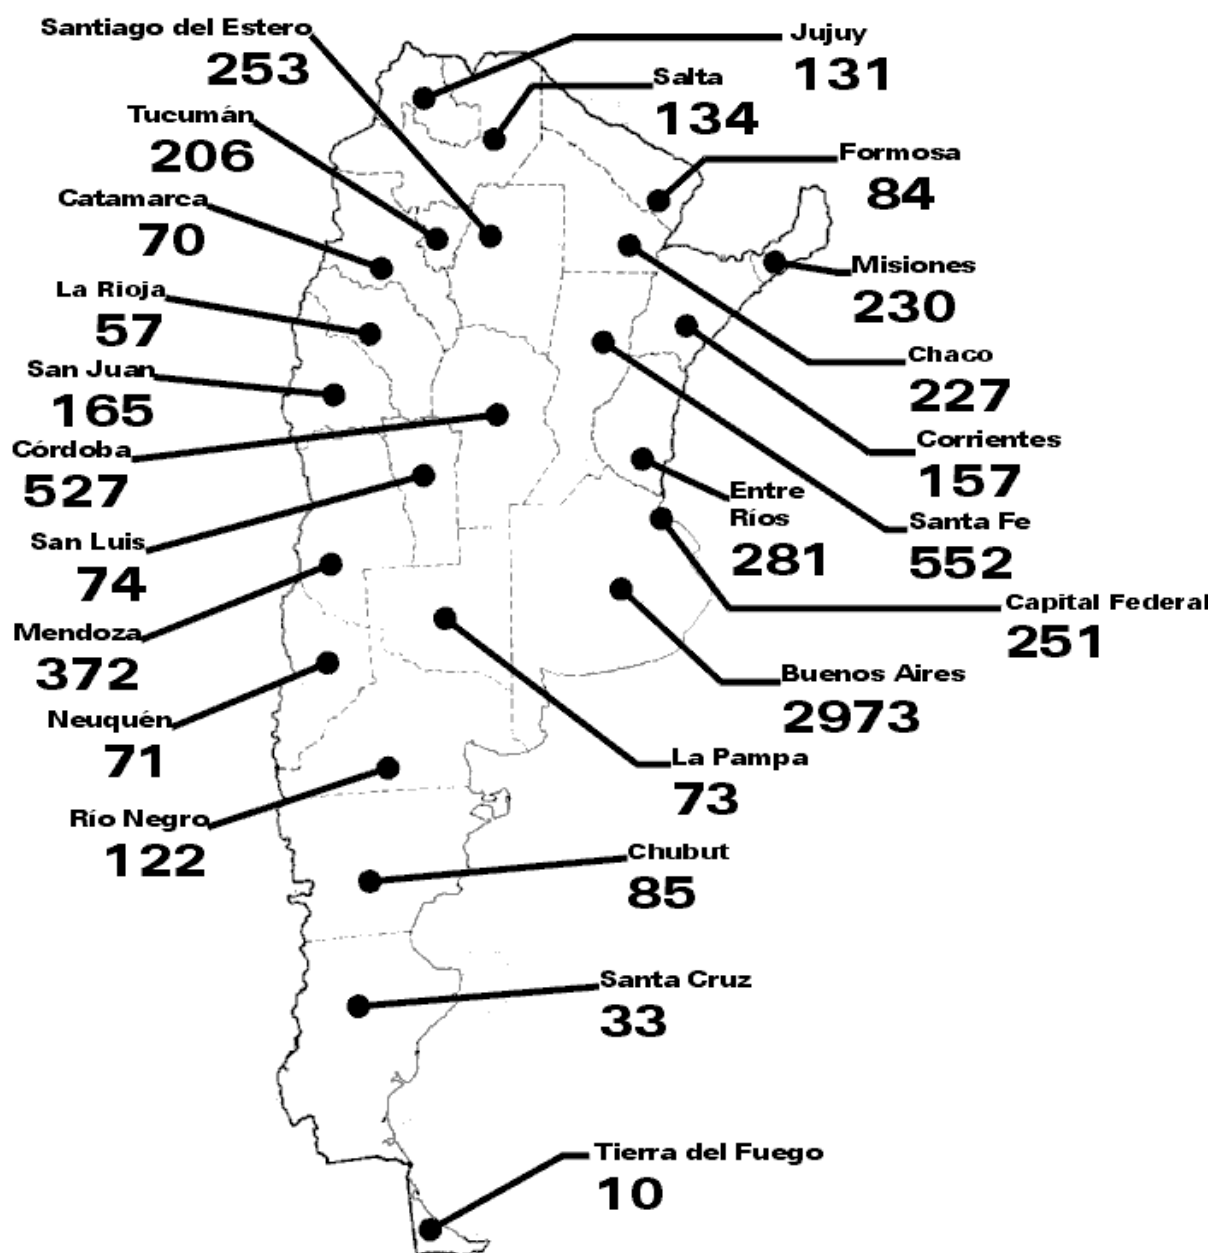 Santiago del Estero
253
Jujuy
131
Salta
134
Tucumán
206
Formosa
84
Catamarca
70
Misiones
230
La Rioja
57
Chaco
227
San Juan
165
Corrientes
157
Córdoba
527
Entre
Ríos
281
Santa Fe
552
San Luis
74
Capital Federal
251
Mendoza
372
Buenos Aires
2973
Neuquén
71
La Pampa
73
Río Negro
122
Chubut
85
Santa Cruz
33
Tierra del Fuego
10